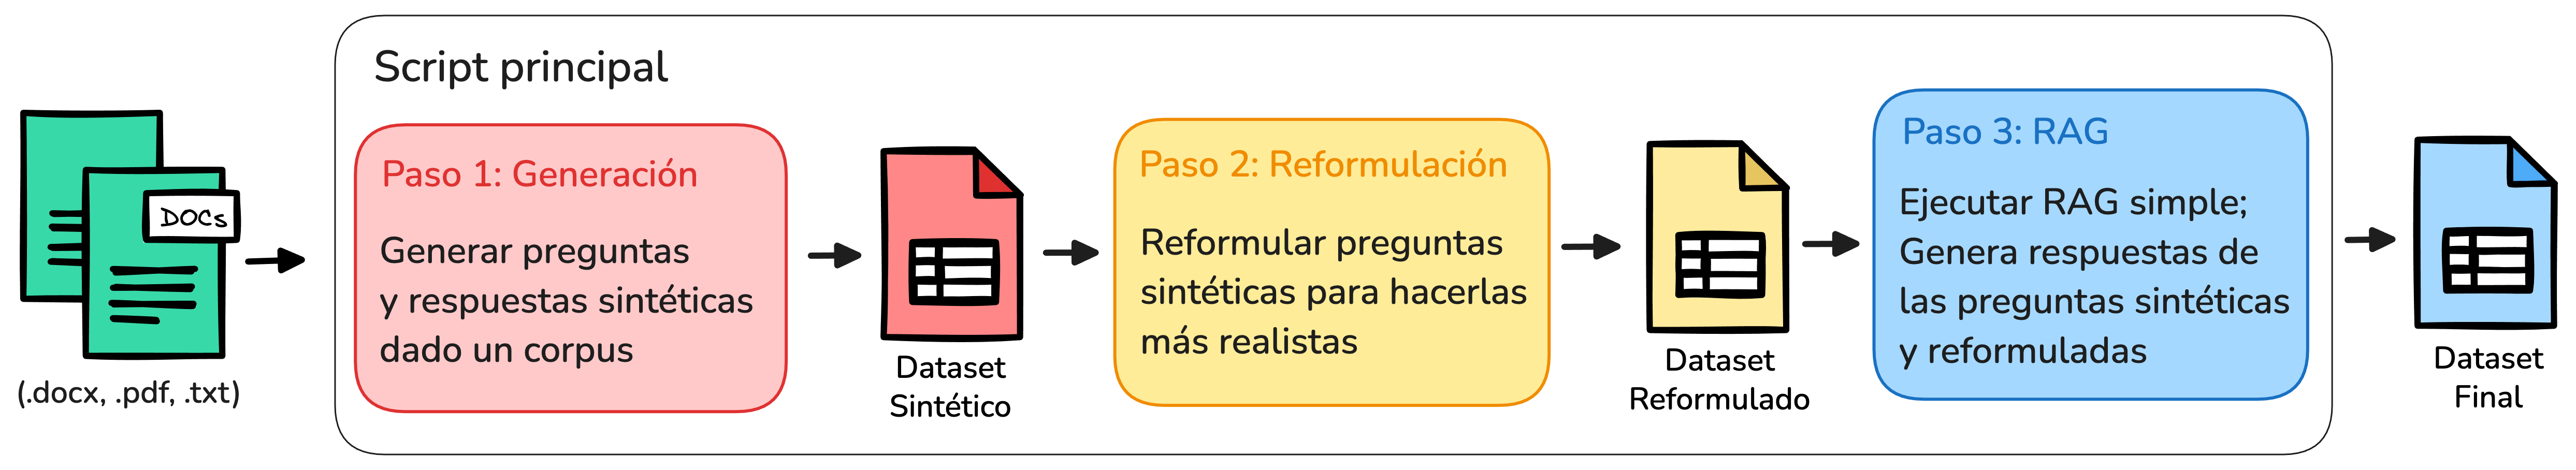 Script principal
DOCs
(.docx, .pdf, .txt)
Paso 1: Generación
Generar preguntas
y respuestas sintéticas
dado un corpus
Dataset
Sintético
Paso 2: Reformulación
Reformular preguntas
sintéticas para hacerlas
más realistas
Dataset
Reformulado
Paso 3: RAG
Ejecutar RAG simple;
Genera respuestas de
las preguntas sintéticas
y reformuladas
Dataset
Final